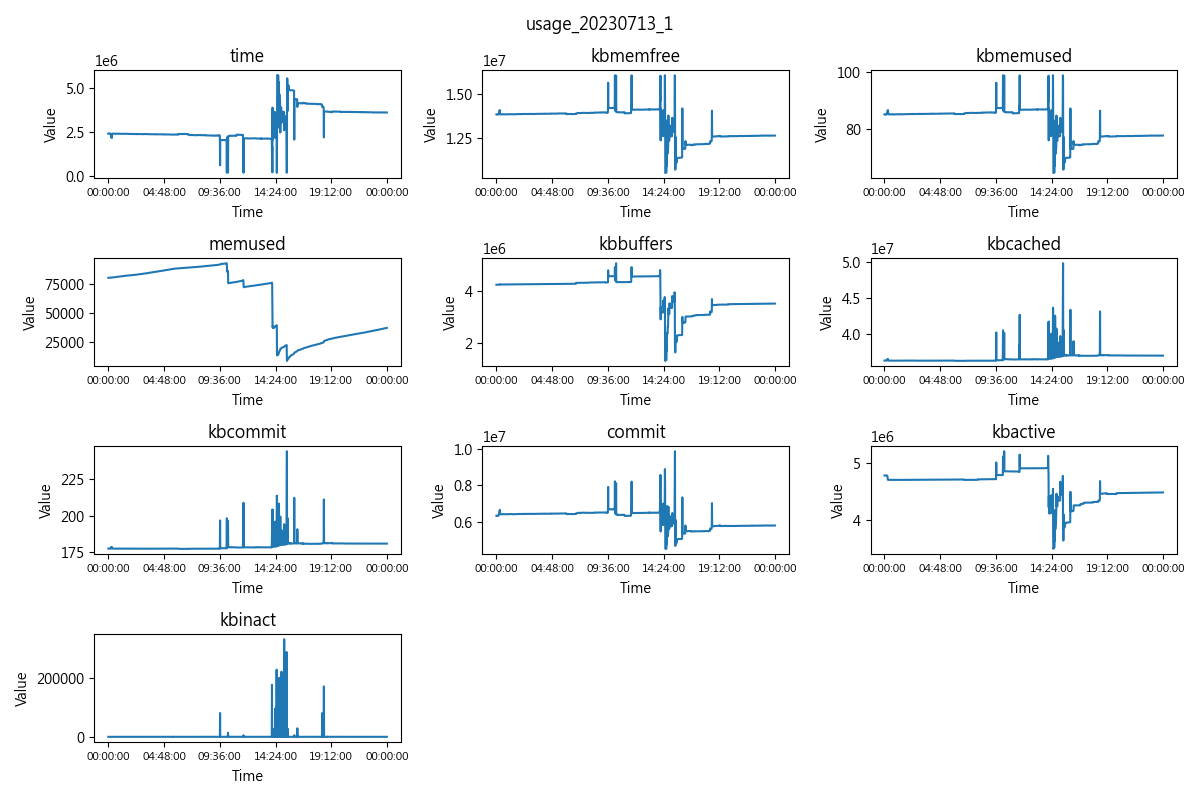 usage_20230713_1
time
1e6
Value
5.0
2.5
0.0
00:00:00 04:48:00 09:36:00 14:24:00 19:12:00 00:00:00
Time
kbmemfree
1e7
Value
1.50
1.25
00:00:00 04:48:00 09:36:00 14:24:00 19:12:00 00:00:00
Time
kbmemused
Value
100
80
00:00:00 04:48:00 09:36:00 14:24:00 19:12:00 00:00:00
Time
memused
Value
75000
50000
25000
00:00:00 04:48:00 09:36:00 14:24:00 19:12:00 00:00:00
Time
kbbuffers
1e6
Value
4
2
00:00:00 04:48:00 09:36:00 14:24:00 19:12:00 00:00:00
Time
kbcached
1e7
Value
5.0
4.5
4.0
00:00:00 04:48:00 09:36:00 14:24:00 19:12:00 00:00:00
Time
kbcommit
Value
225
200
175
00:00:00 04:48:00 09:36:00 14:24:00 19:12:00 00:00:00
Time
commit
1e7
Value
1.0
0.8
0.6
00:00:00 04:48:00 09:36:00 14:24:00 19:12:00 00:00:00
Time
kbactive
1e6
Value
5
4
00:00:00 04:48:00 09:36:00 14:24:00 19:12:00 00:00:00
Time
kbinact
Value
200000
0
00:00:00 04:48:00 09:36:00 14:24:00 19:12:00 00:00:00
Time